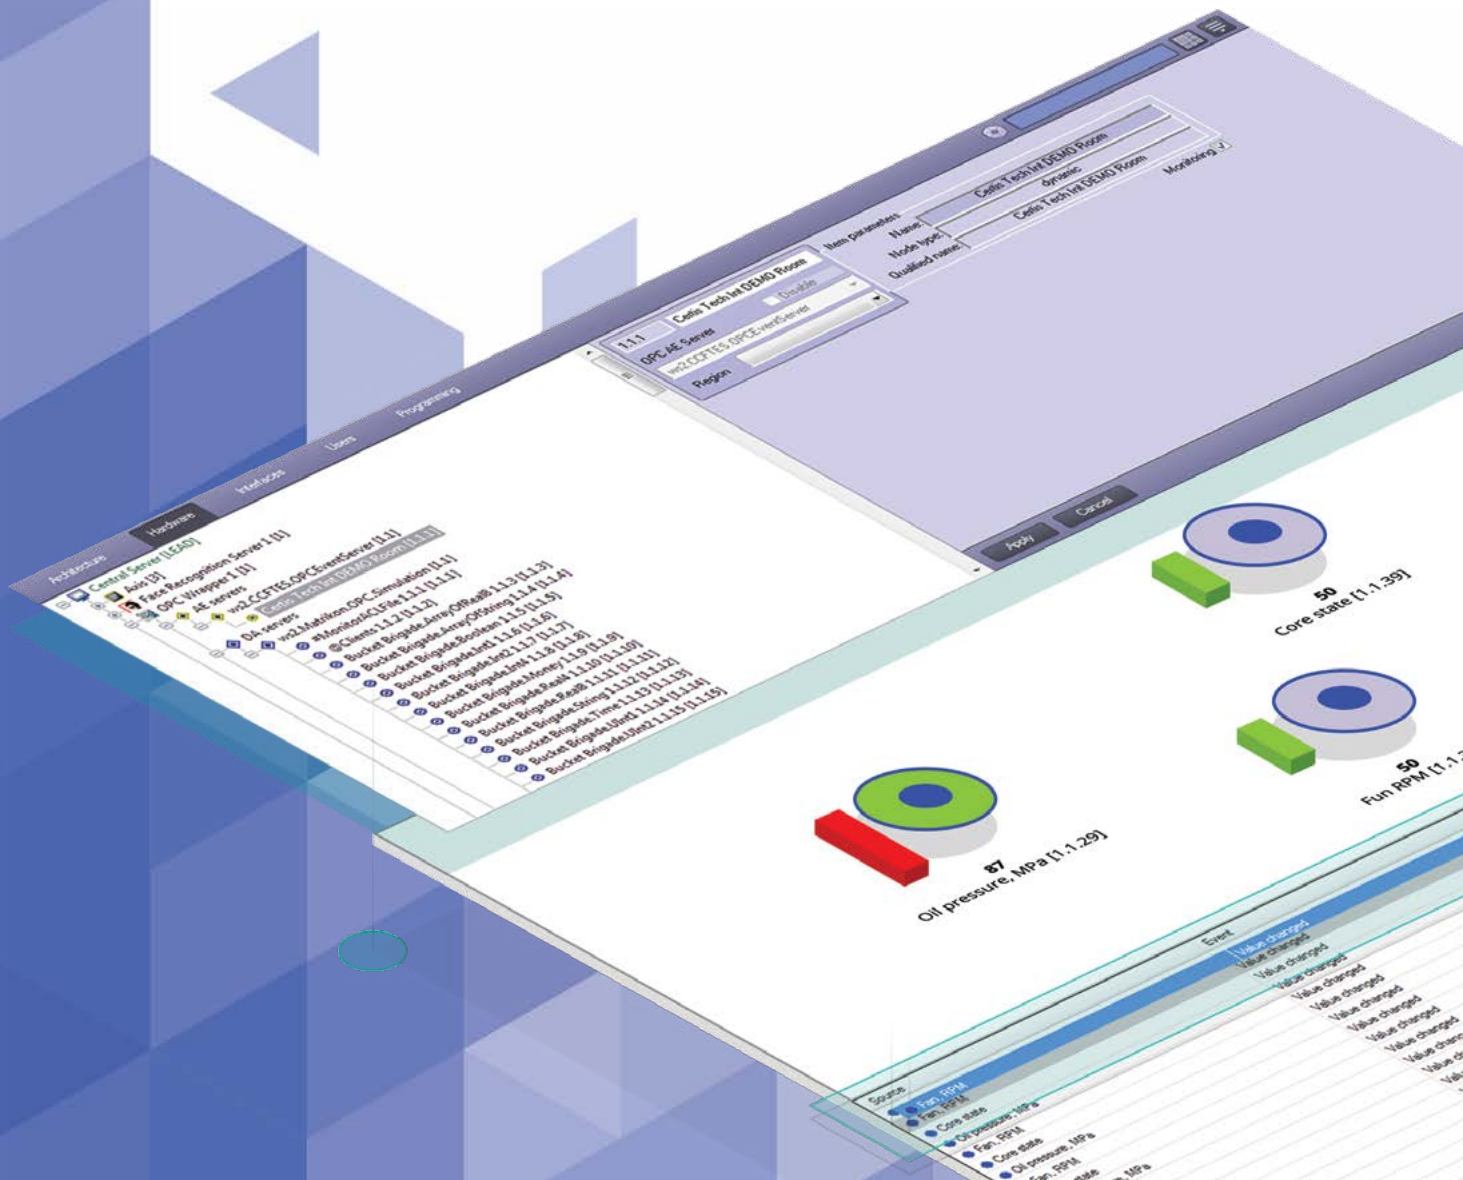 Architecture
Hardware
Interfaces
Users
Programming
Central Server [LEAD]
Axis [3]
Face Recognition Server 1 [1]
OPC Wrapper 1 [1]
AE servers
ws2.CCFTES.OPCEventServer [1.1]
Certis Tech Int DEMO Room [1.1.1]
DA servers
ws2.Matrikon.OPC.Simulation [1.1]
#MonitorACLFile 1.1.1 [1.1.1]
@Clients 1.1.2 [1.1.2]
Bucket Brigade.ArrayOfReal8 1.1.3 [1.1.3]
Bucket Brigade.ArrayOfString 1.1.4 [1.1.4]
Bucket Brigade.Boolean 1.1.5 [1.1.5]
Bucket Brigade.Int1 1.1.6 [1.1.6]
Bucket Brigade.Int2 1.1.7 [1.1.7]
Bucket Brigade.Int4 1.1.8 [1.1.8]
Bucket Brigade.Money 1.1.9 [1.1.9]
Bucket Brigade.Real4 1.1.10 [1.1.10]
Bucket Brigade.Real8 1.1.11 [1.1.11]
Bucket Brigade.String 1.1.12 [1.1.12]
Bucket Brigade.Time 1.1.13 [1.1.13]
Bucket Brigade.UInt1 1.1.14 [1.1.14]
Bucket Brigade.UInt2 1.1.15 [1.1.15]
1.1.1 Certis Tech Int DEMO Room
Disable
OPC AE Server
ws2.CCFTES.OPCEventServer
Region
Item parameters
Name: Certis Tech Int DEMO Room
Node type: dynamic
Qualified name: Certis Tech Int DEMO Room
Monitoring
Apply
Cancel
50
Core state [1.1.39]
50
Fun RPM [1.1.
87
Oil pressure, MPa [1.1.29]
Source
Event
Fan, RPM
Value changed
Fan, RPM
Value changed
Core state
Value changed
Oil pressure, MPa
Value changed
Fan, RPM
Value changed
Core state
Value changed
Oil pressure, MPa
Value changed
Fan, RPM
Value changed